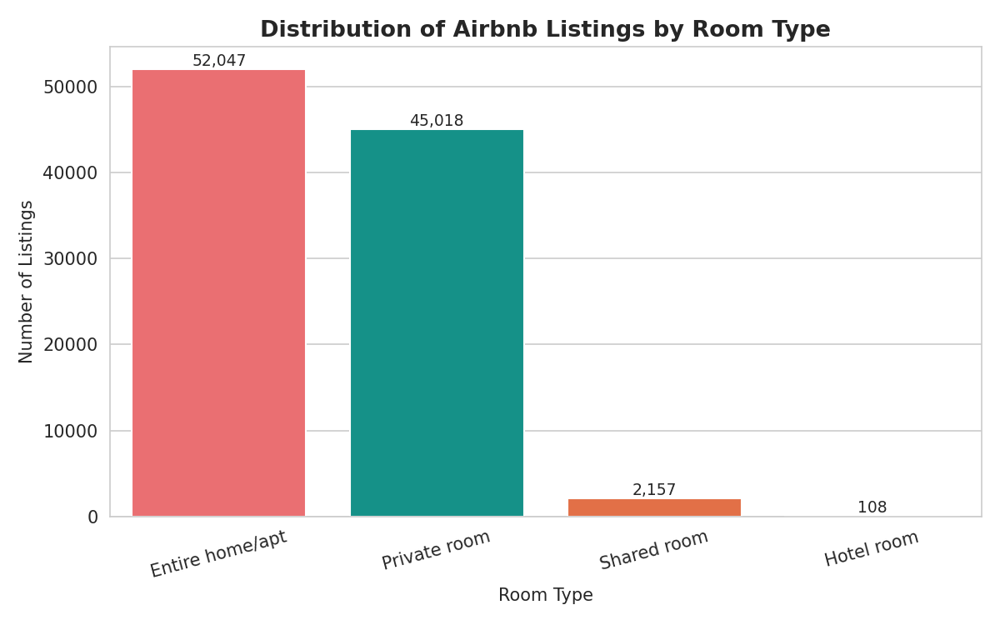 Distribution of Airbnb Listings by Room Type
52,047
45,018
2,157
108
50000
40000
30000
20000
10000
0
Number of Listings
Entire home/apt
Private room
Shared room
Hotel room
Room Type